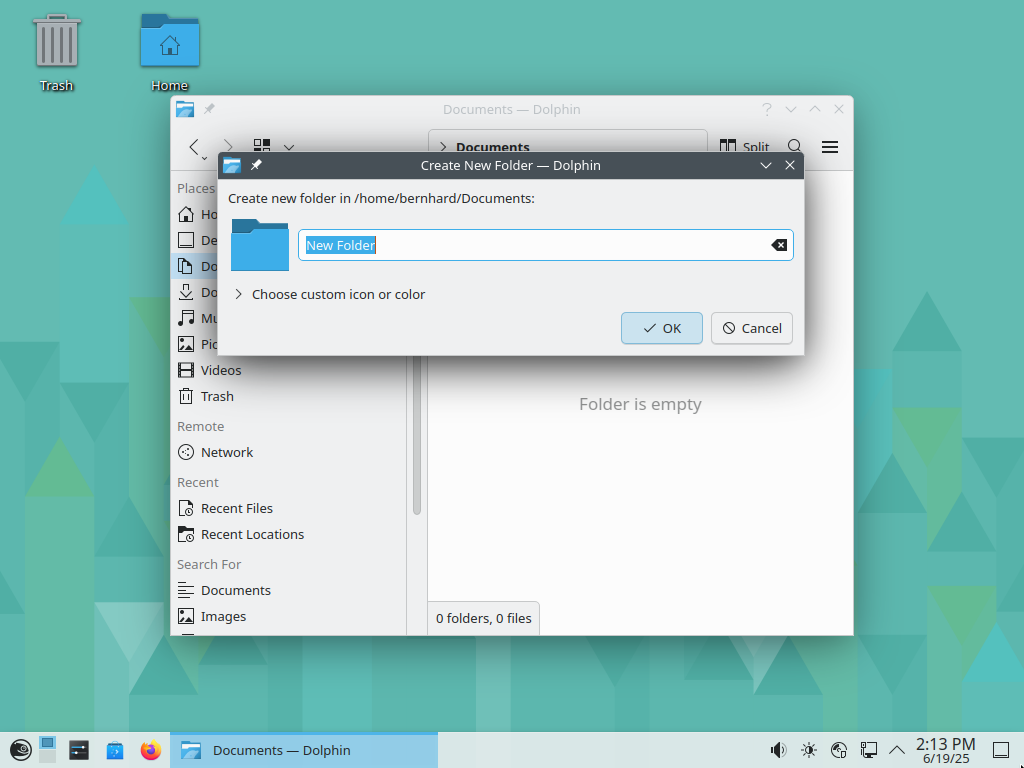 Trash
Home
Documents — Dolphin
Documents
Split
Create New Folder — Dolphin
Create new folder in /home/bernhard/Documents:
New Folder
Choose custom icon or color
OK
Cancel
Places
Ho
De
Do
Do
Mu
Pic
Videos
Trash
Remote
Network
Recent
Recent Files
Recent Locations
Search For
Documents
Images
Folder is empty
0 folders, 0 files
Documents — Dolphin
2:13 PM
6/19/25